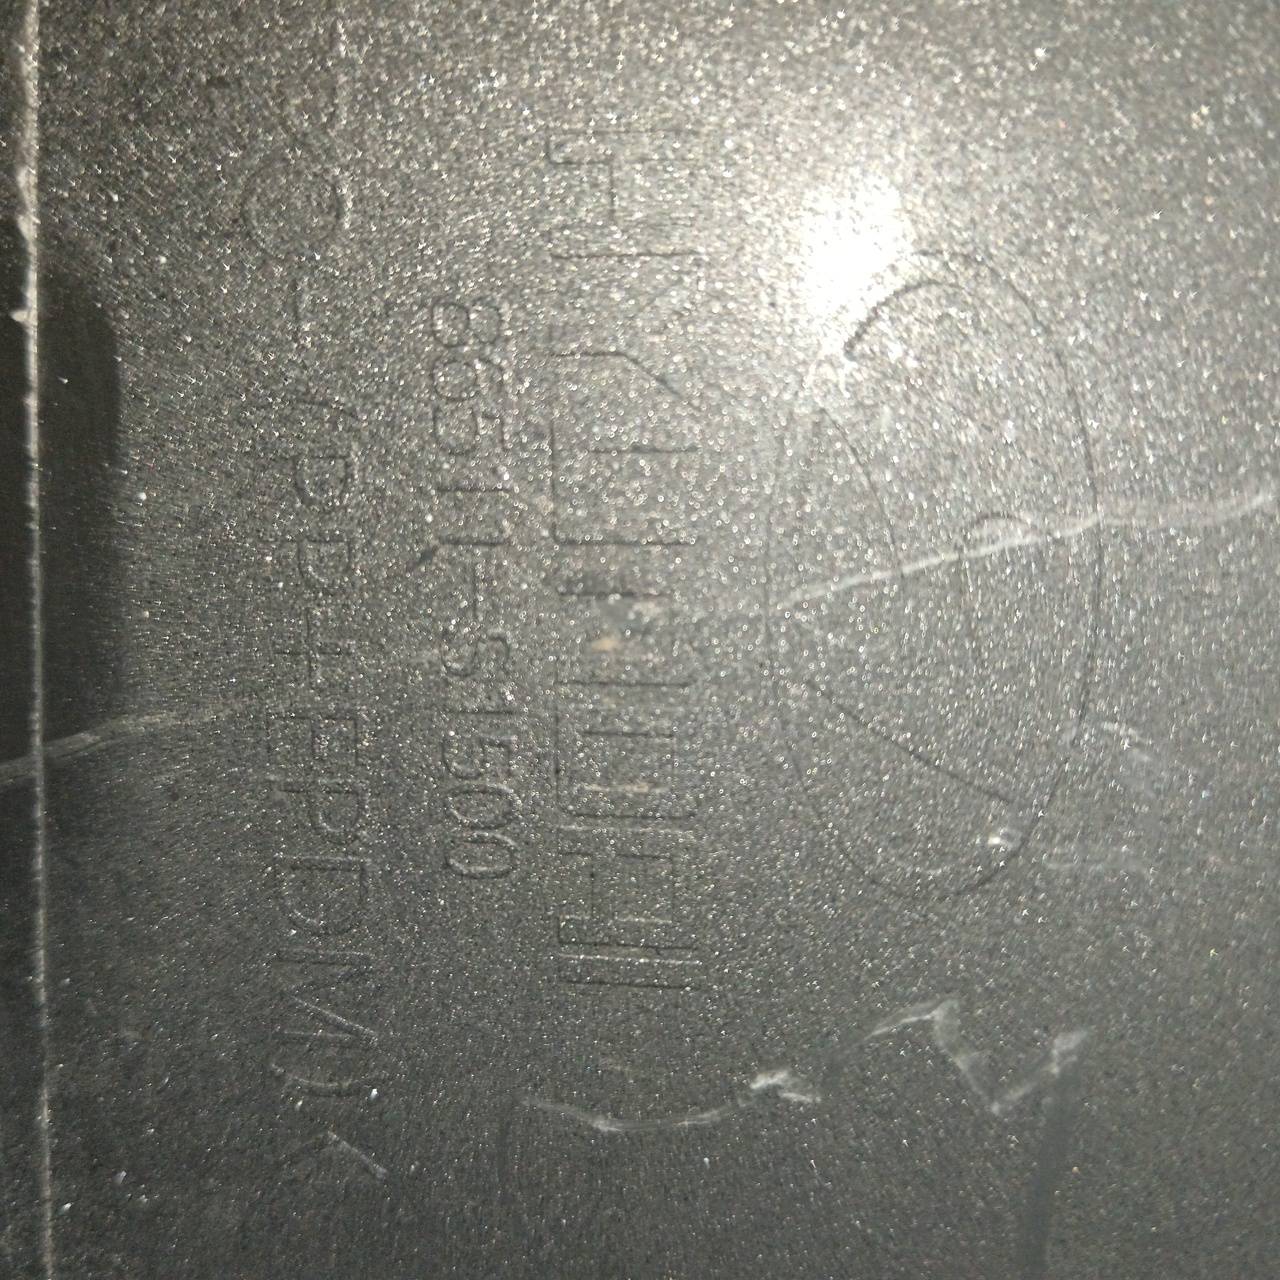 HYUNDAI
86511-S1500
>PP+EPDM<